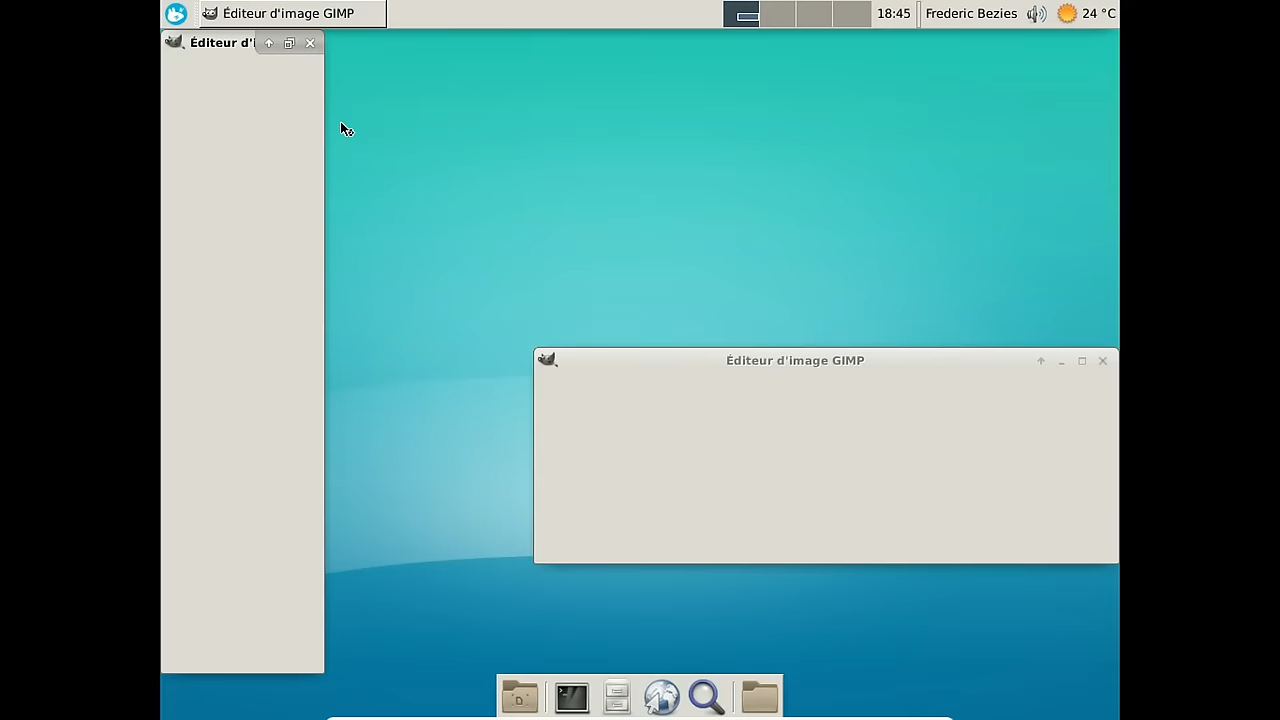 Éditeur d'image GIMP
18:45
Frederic Bezies
24 °C
Éditeur d'i
Éditeur d'image GIMP